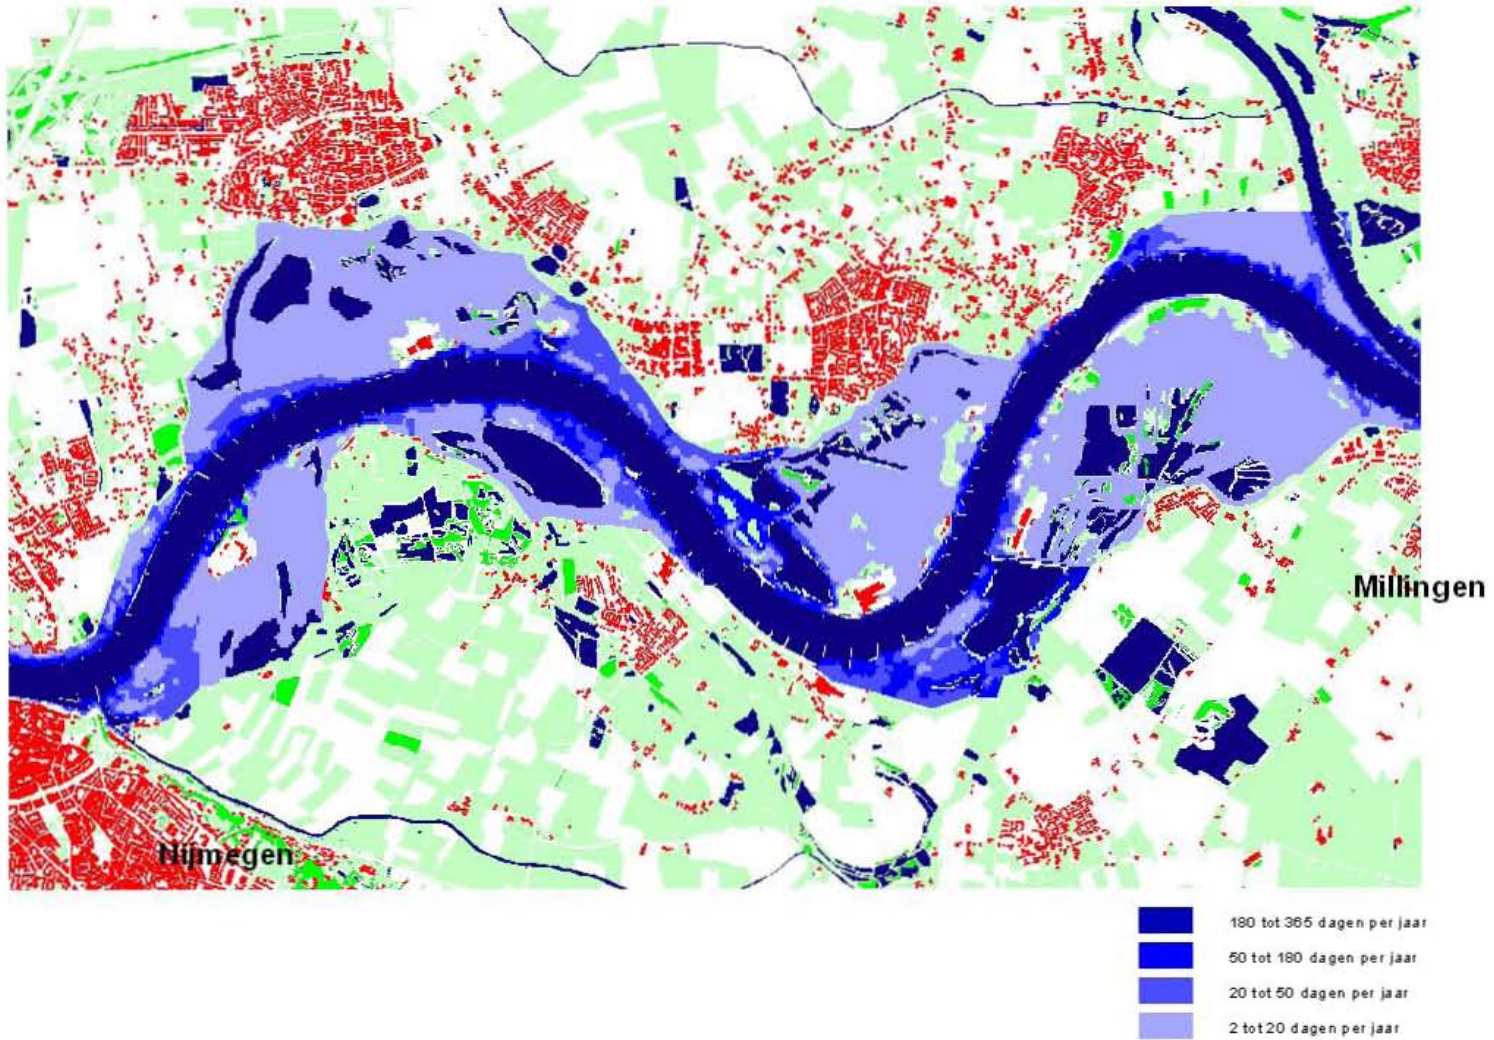 Millingen
Nijmegen
180 tot 365 dagen per jaar
50 tot 180 dagen per jaar
20 tot 50 dagen per jaar
2 tot 20 dagen per jaar